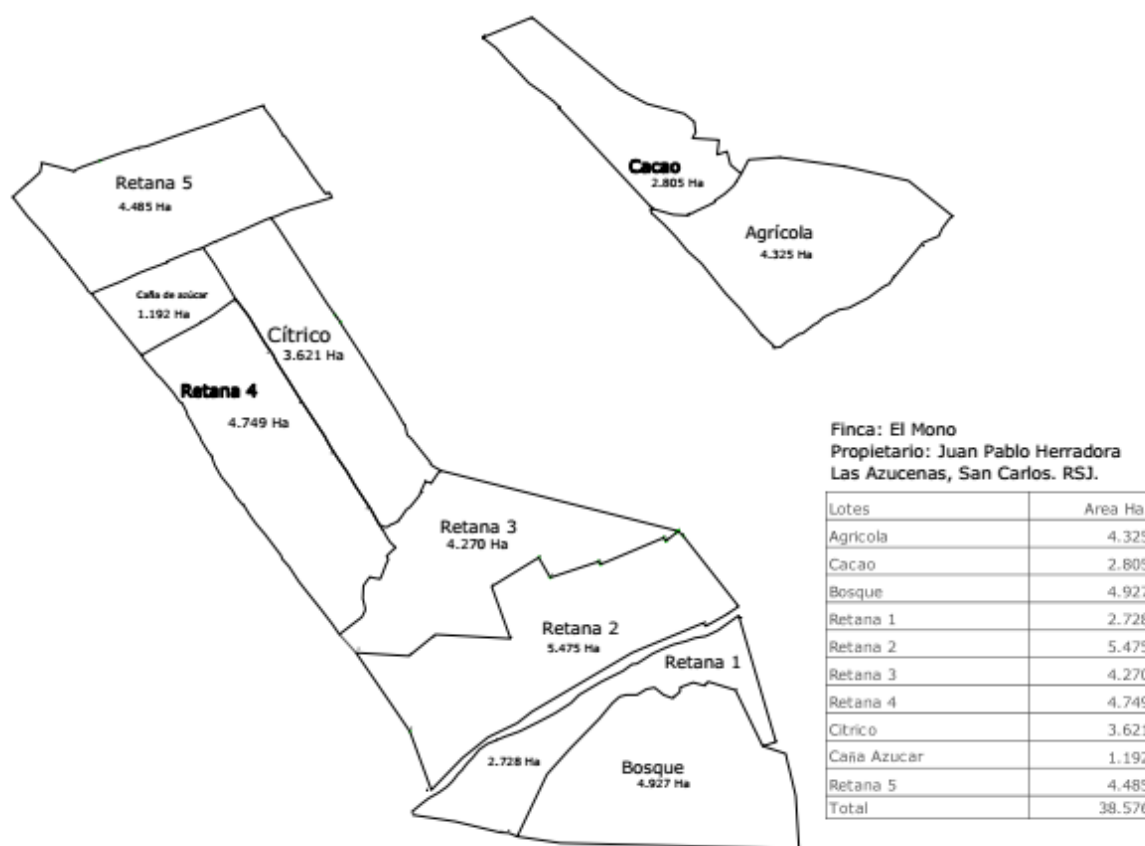 Cacao
2.805 Ha
Retana 5
4.485 Ha
Agrícola
4.325 Ha
Caña de azúcar
1.192 Ha
Cítrico
3.621 Ha
Retana 4
4.749 Ha
Retana 3
4.270 Ha
Retana 2
5.475 Ha
Retana 1
2.728 Ha
Bosque
4.927 Ha
Finca: El Mono
Propietario: Juan Pablo Herradora
Las Azucenas, San Carlos. RSJ.
Lotes Area Ha
Agricola 4.325
Cacao 2.805
Bosque 4.927
Retana 1 2.728
Retana 2 5.475
Retana 3 4.270
Retana 4 4.749
Citrico 3.621
Caña Azucar 1.192
Retana 5 4.485
Total 38.576